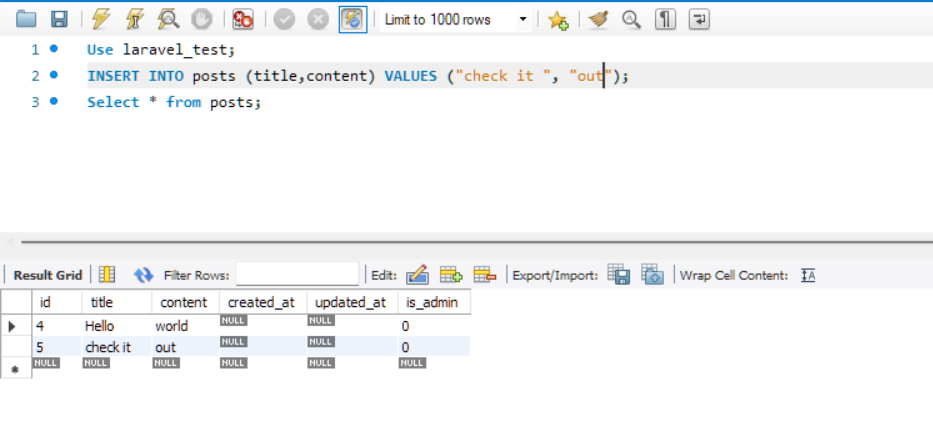 Limit to 1000 rows
1 Use laravel_test;
2 INSERT INTO posts (title,content) VALUES ("check it ", "out");
3 Select * from posts;
Result Grid Filter Rows: Edit: Export/Import: Wrap Cell Content:
id title content created_at updated_at is_admin
4 Hello world NULL NULL 0
5 check it out NULL NULL 0
NULL NULL NULL NULL NULL NULL